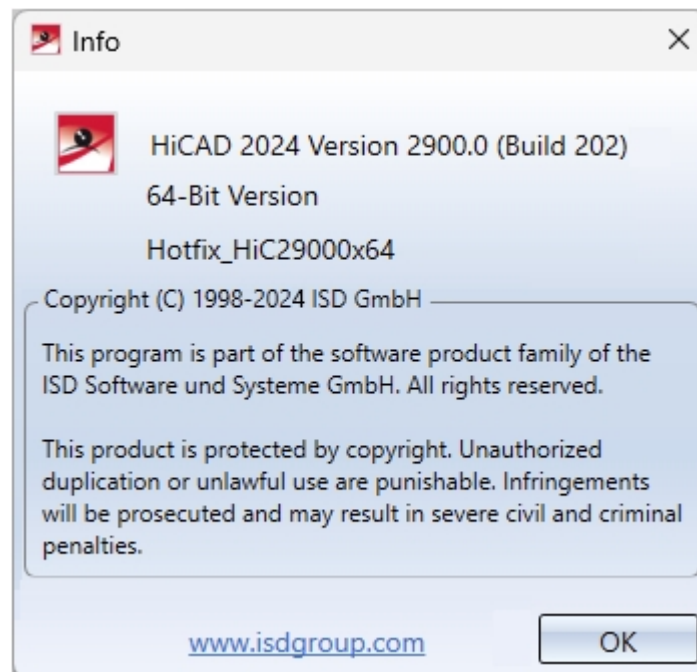 Info
HiCAD 2024 Version 2900.0 (Build 202)
64-Bit Version
Hotfix_HiC29000x64
Copyright (C) 1998-2024 ISD GmbH
This program is part of the software product family of the
ISD Software und Systeme GmbH. All rights reserved.
This product is protected by copyright. Unauthorized
duplication or unlawful use are punishable. Infringements
will be prosecuted and may result in severe civil and criminal
penalties.
www.isdgroup.com
OK